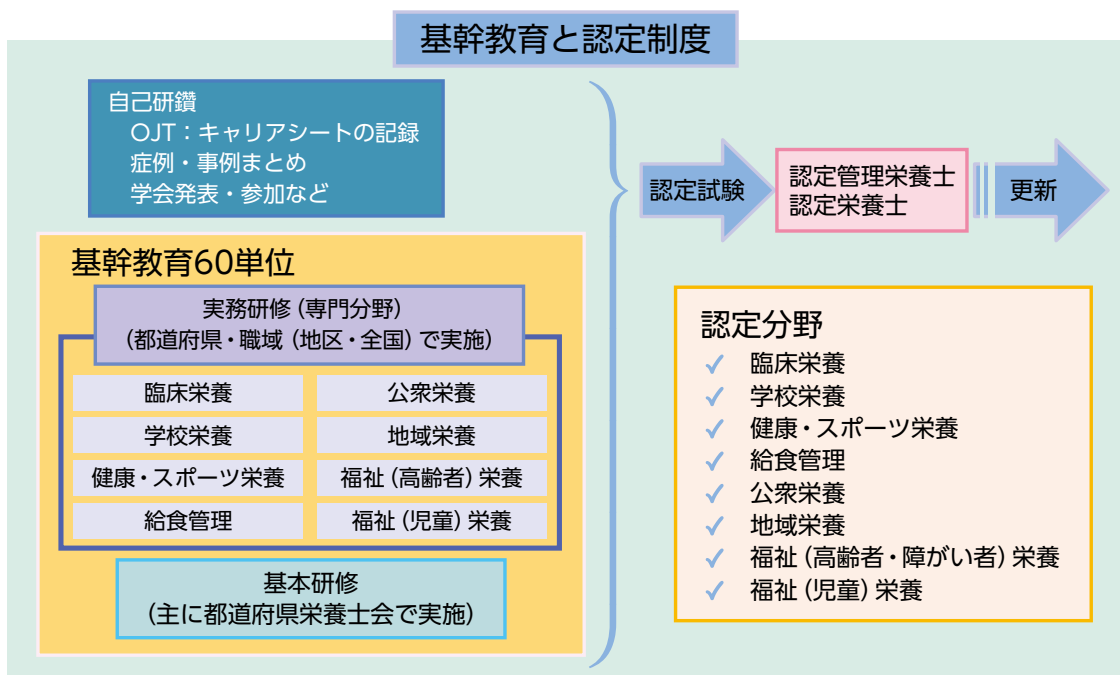 基幹教育と認定制度
自己研鑽
OJT：キャリアシートの記録
症例・事例まとめ
学会発表・参加など
基幹教育60単位
実務研修（専門分野）
（都道府県・職域（地区・全国）で実施）
臨床栄養
公衆栄養
学校栄養
地域栄養
健康・スポーツ栄養
福祉（高齢者）栄養
給食管理
福祉（児童）栄養
基本研修
（主に都道府県栄養士会で実施）
認定試験
認定管理栄養士
認定栄養士
更新
認定分野
✓ 臨床栄養
✓ 学校栄養
✓ 健康・スポーツ栄養
✓ 給食管理
✓ 公衆栄養
✓ 地域栄養
✓ 福祉（高齢者・障がい者）栄養
✓ 福祉（児童）栄養